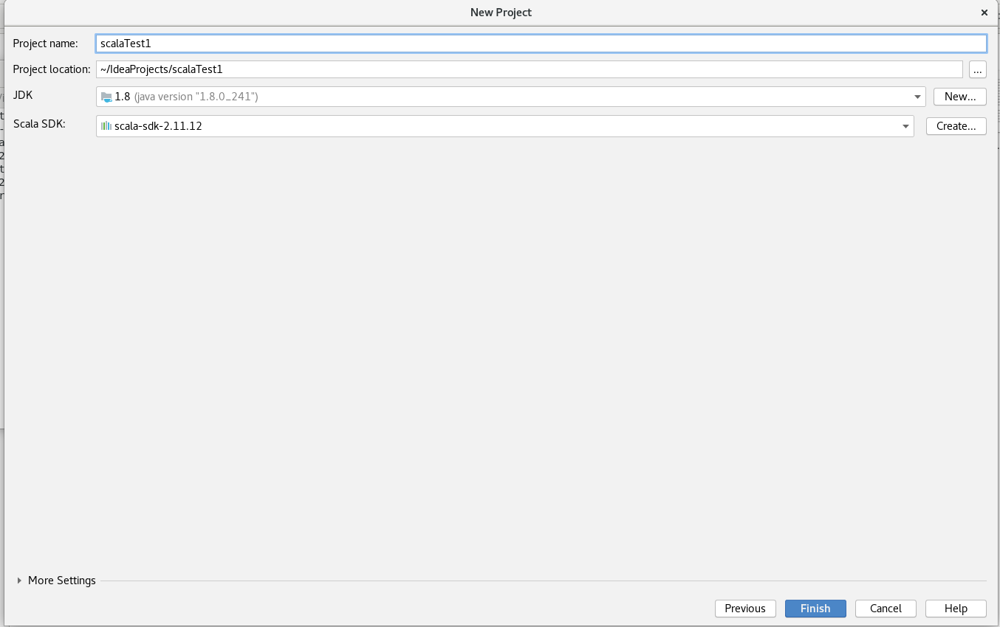 New Project
Project name: scalaTest1
Project location: ~/IdeaProjects/scalaTest1 ...
JDK 1.8 (java version "1.8.0_241") New...
Scala SDK: scala-sdk-2.11.12 Create...
More Settings
Previous Finish Cancel Help